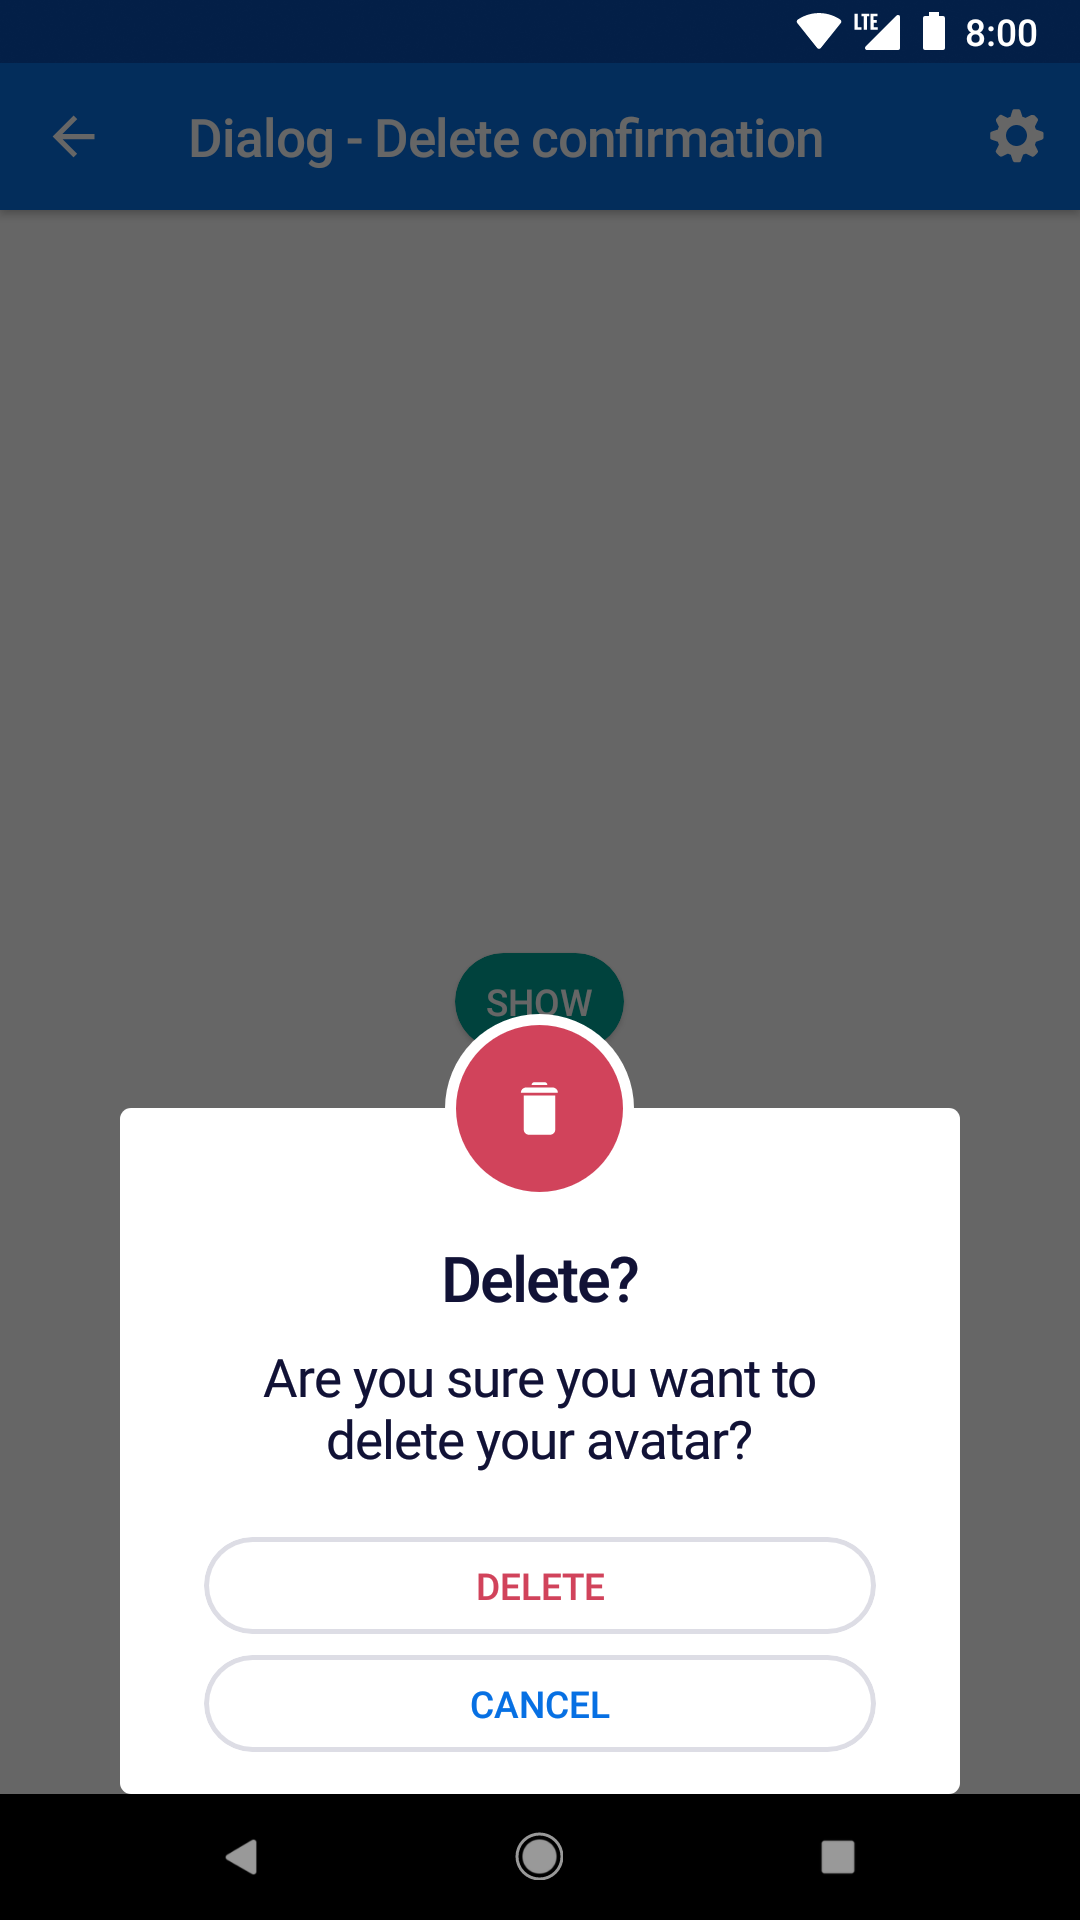 LTE 8:00
Dialog - Delete confirmation
SHOW
Delete?
Are you sure you want to
delete your avatar?
DELETE
CANCEL